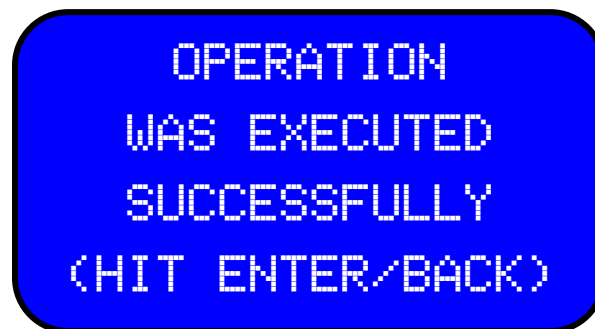 OPERATION
WAS EXECUTED
SUCCESSFULLY
(HIT ENTER/BACK)